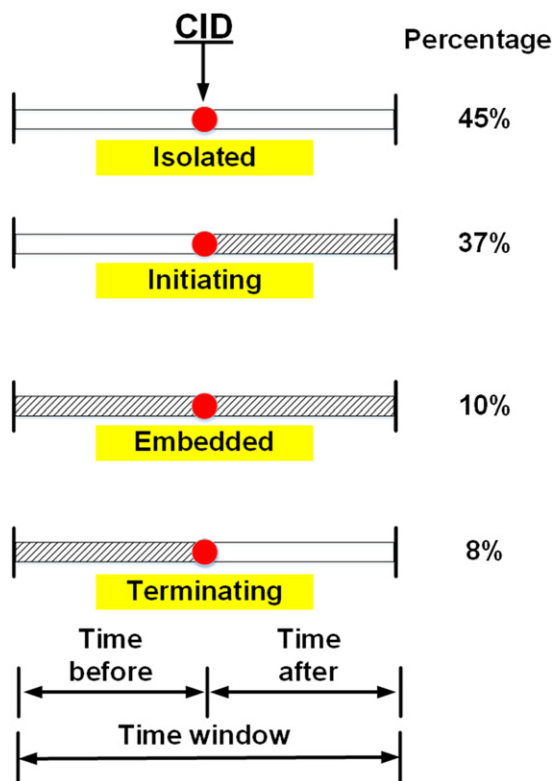 CID
Percentage
45%
Isolated
37%
Initiating
10%
Embedded
8%
Terminating
Time
before
Time
after
Time window